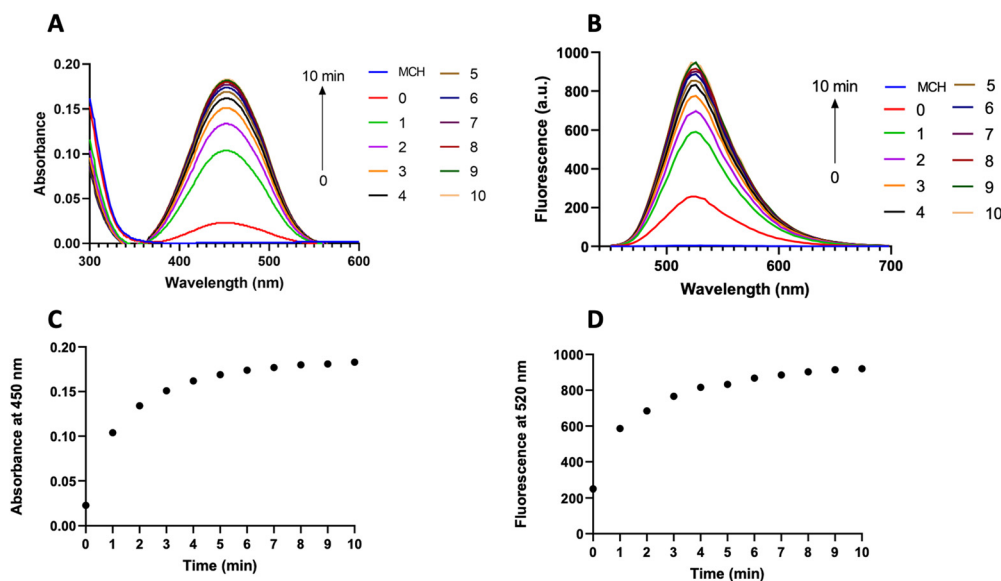 A
Absorbance
0.20
0.15
0.10
0.05
0.00
300
400
500
600
Wavelength (nm)
10 min
0
MCH
0
1
2
3
4
5
6
7
8
9
10
B
Fluorescence (a.u.)
1000
800
600
400
200
0
500
600
700
Wavelength (nm)
10 min
0
MCH
0
1
2
3
4
5
6
7
8
9
10
C
Absorbance at 450 nm
0.20
0.15
0.10
0.05
0.00
0 1 2 3 4 5 6 7 8 9 10
Time (min)
D
Fluorescence at 520 nm
1000
800
600
400
200
0
0 1 2 3 4 5 6 7 8 9 10
Time (min)